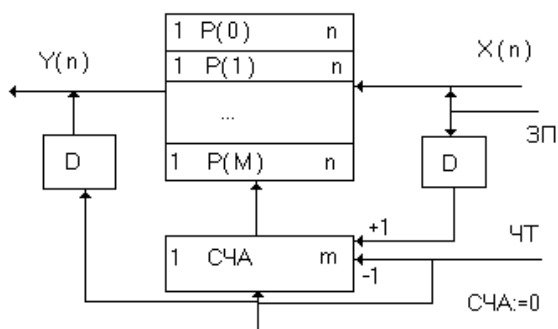 1 P(0) n
Y(n)
X(n)
1 P(1) n
...
ЗП
D
D
1 P(M) n
+1
1 СЧА m
ЧТ
-1
СЧА:=0